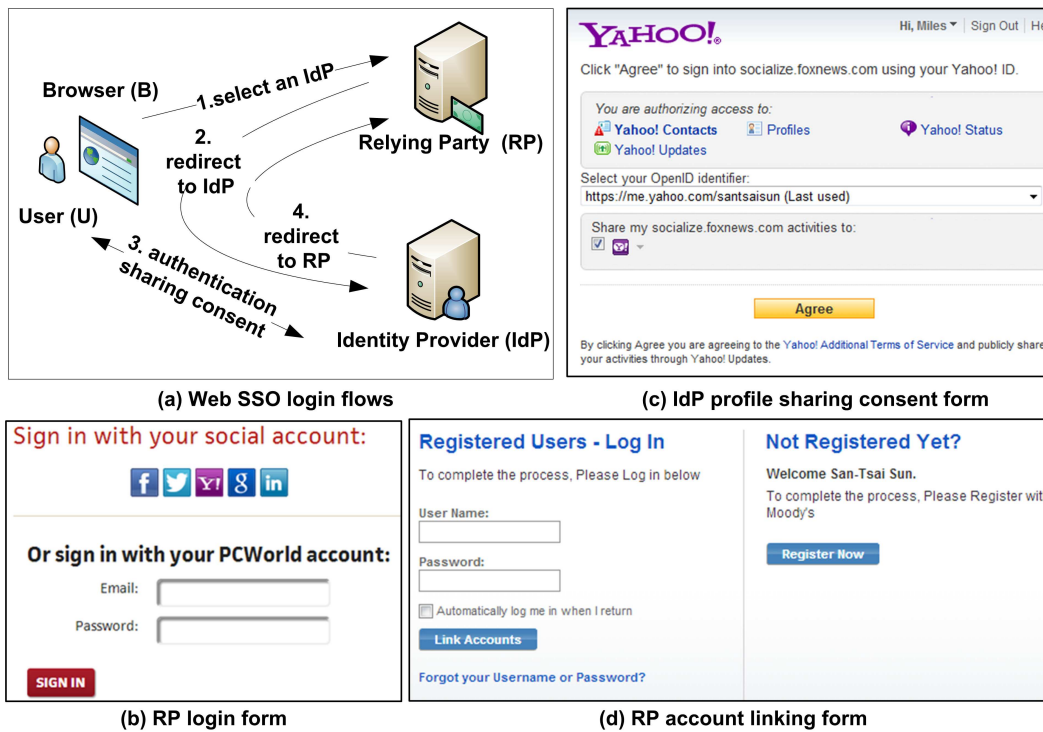 Browser (B)
1.select an IdP
2.
redirect
to IdP
Relying Party (RP)
User (U)
4.
redirect
to RP
3. authentication
sharing consent
Identity Provider (IdP)
(a) Web SSO login flows
YAHOO!®
Hi, Miles
Sign Out
Click "Agree" to sign into socialize.foxnews.com using your Yahoo! ID.
You are authorizing access to:
Yahoo! Contacts
Profiles
Yahoo! Status
Yahoo! Updates
Select your OpenID identifier:
https://me.yahoo.com/santsaisun (Last used)
Share my socialize.foxnews.com activities to:
Y!
Agree
By clicking Agree you are agreeing to the Yahoo! Additional Terms of Service and publicly share
your activities through Yahoo! Updates.
(c) IdP profile sharing consent form
Sign in with your social account:
f Y! g in
Or sign in with your PCWorld account:
Email:
Password:
SIGN IN
(b) RP login form
Registered Users - Log In
To complete the process, Please Log in below
User Name:
Password:
Automatically log me in when I return
Link Accounts
Forgot your Username or Password?
Not Registered Yet?
Welcome San-Tsai Sun.
To complete the process, Please Register wit
Moody's
Register Now
(d) RP account linking form